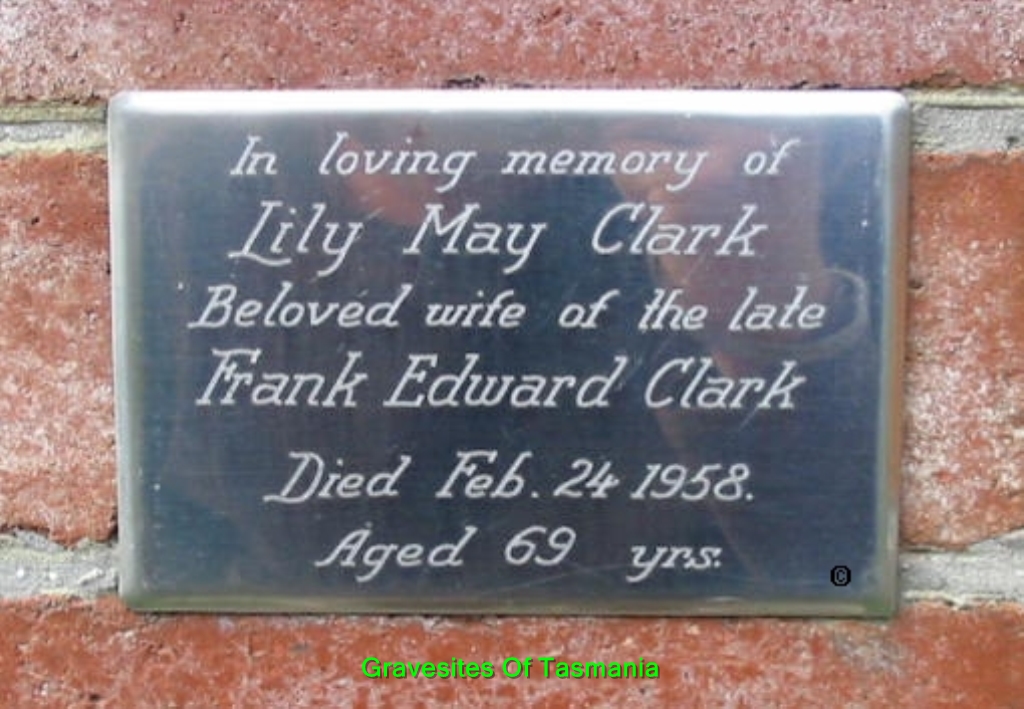 In loving memory of
Lily May Clark
Beloved wife of the late
Frank Edward Clark
Died Feb. 24 1958.
Aged 69 yrs.
©
Gravesites Of Tasmania